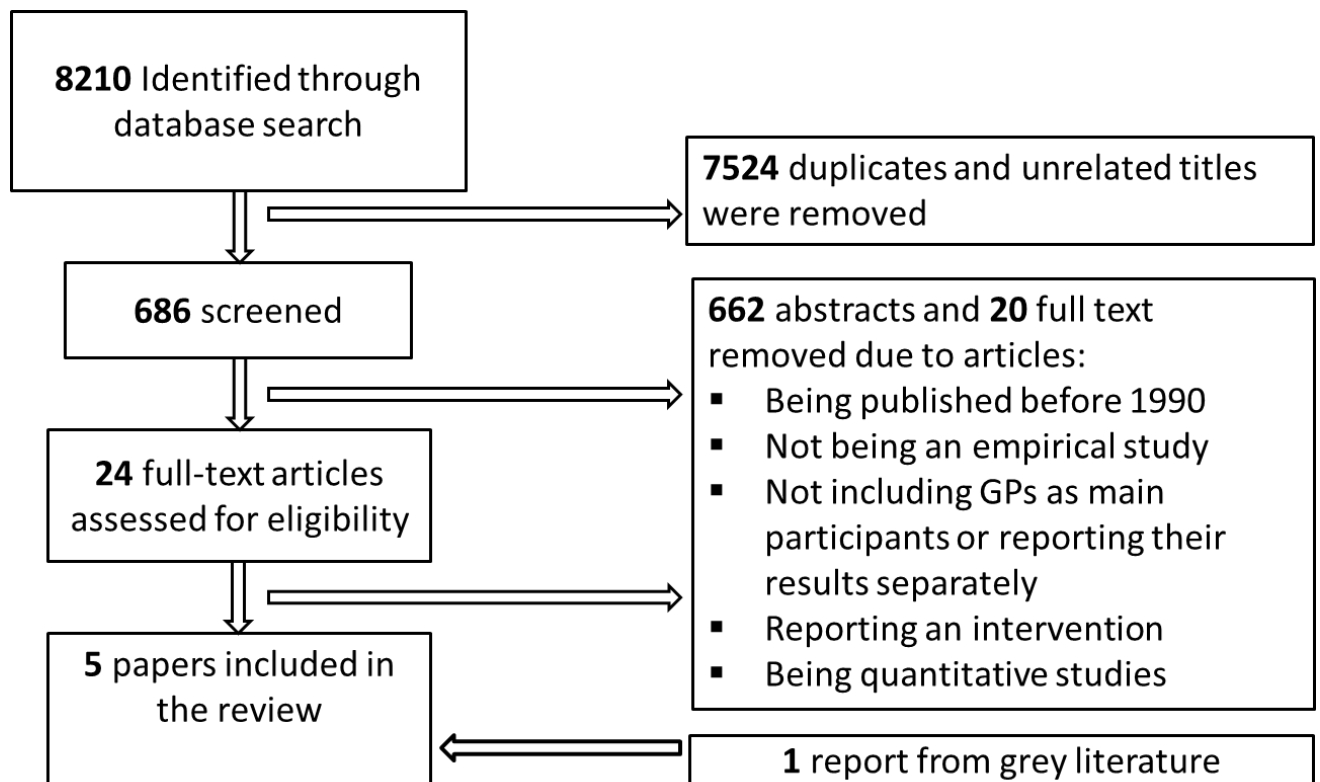 8210 Identified through
database search
7524 duplicates and unrelated titles
were removed
686 screened
662 abstracts and 20 full text
removed due to articles:
▪ Being published before 1990
▪ Not being an empirical study
▪ Not including GPs as main
participants or reporting their
results separately
▪ Reporting an intervention
▪ Being quantitative studies
24 full-text articles
assessed for eligibility
5 papers included in
the review
1 report from grey literature